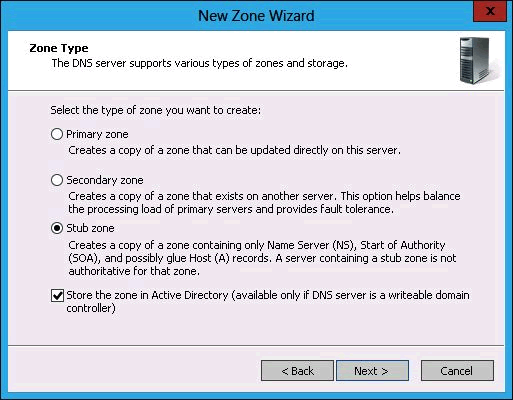 New Zone Wizard
x
Zone Type
The DNS server supports various types of zones and storage.
Select the type of zone you want to create:
Primary zone
Creates a copy of a zone that can be updated directly on this server.
Secondary zone
Creates a copy of a zone that exists on another server. This option helps balance
the processing load of primary servers and provides fault tolerance.
Stub zone
Creates a copy of a zone containing only Name Server (NS), Start of Authority
(SOA), and possibly glue Host (A) records. A server containing a stub zone is not
authoritative for that zone.
Store the zone in Active Directory (available only if DNS server is a writeable domain
controller)
< Back
Next >
Cancel